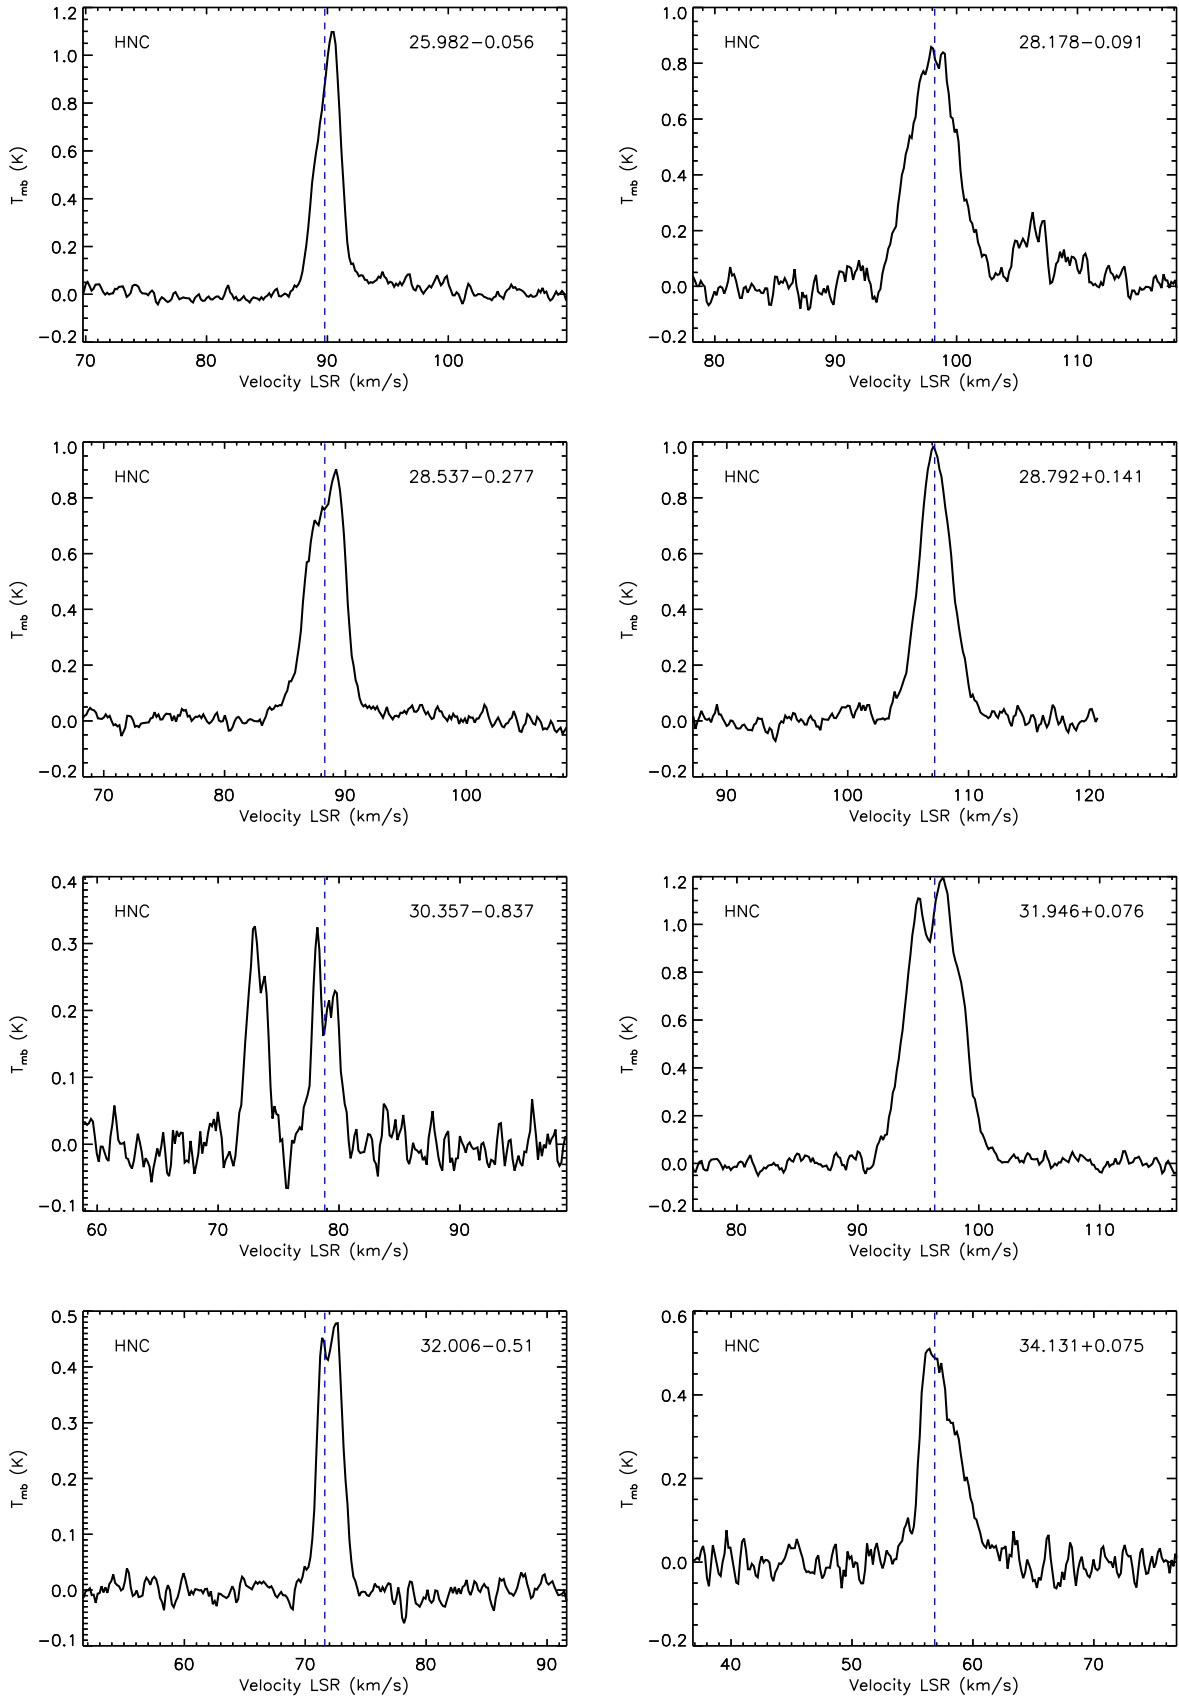 1.2
1.0
0.8
0.6
0.4
0.2
0.0
−0.2
T_mb (K)
HNC 25.982−0.056
70 80 90 100
Velocity LSR (km/s)
1.0
0.8
0.6
0.4
0.2
0.0
−0.2
T_mb (K)
HNC 28.178−0.091
80 90 100 110
Velocity LSR (km/s)
1.0
0.8
0.6
0.4
0.2
0.0
−0.2
T_mb (K)
HNC 28.537−0.277
70 80 90 100
Velocity LSR (km/s)
1.0
0.8
0.6
0.4
0.2
0.0
−0.2
T_mb (K)
HNC 28.792+0.141
90 100 110 120
Velocity LSR (km/s)
0.4
0.3
0.2
0.1
0.0
−0.1
T_mb (K)
HNC 30.357−0.837
60 70 80 90
Velocity LSR (km/s)
1.2
1.0
0.8
0.6
0.4
0.2
0.0
−0.2
T_mb (K)
HNC 31.946+0.076
80 90 100 110
Velocity LSR (km/s)
0.5
0.4
0.3
0.2
0.1
0.0
−0.1
T_mb (K)
HNC 32.006−0.51
60 70 80 90
Velocity LSR (km/s)
0.6
0.4
0.2
0.0
−0.2
T_mb (K)
HNC 34.131+0.075
40 50 60 70
Velocity LSR (km/s)